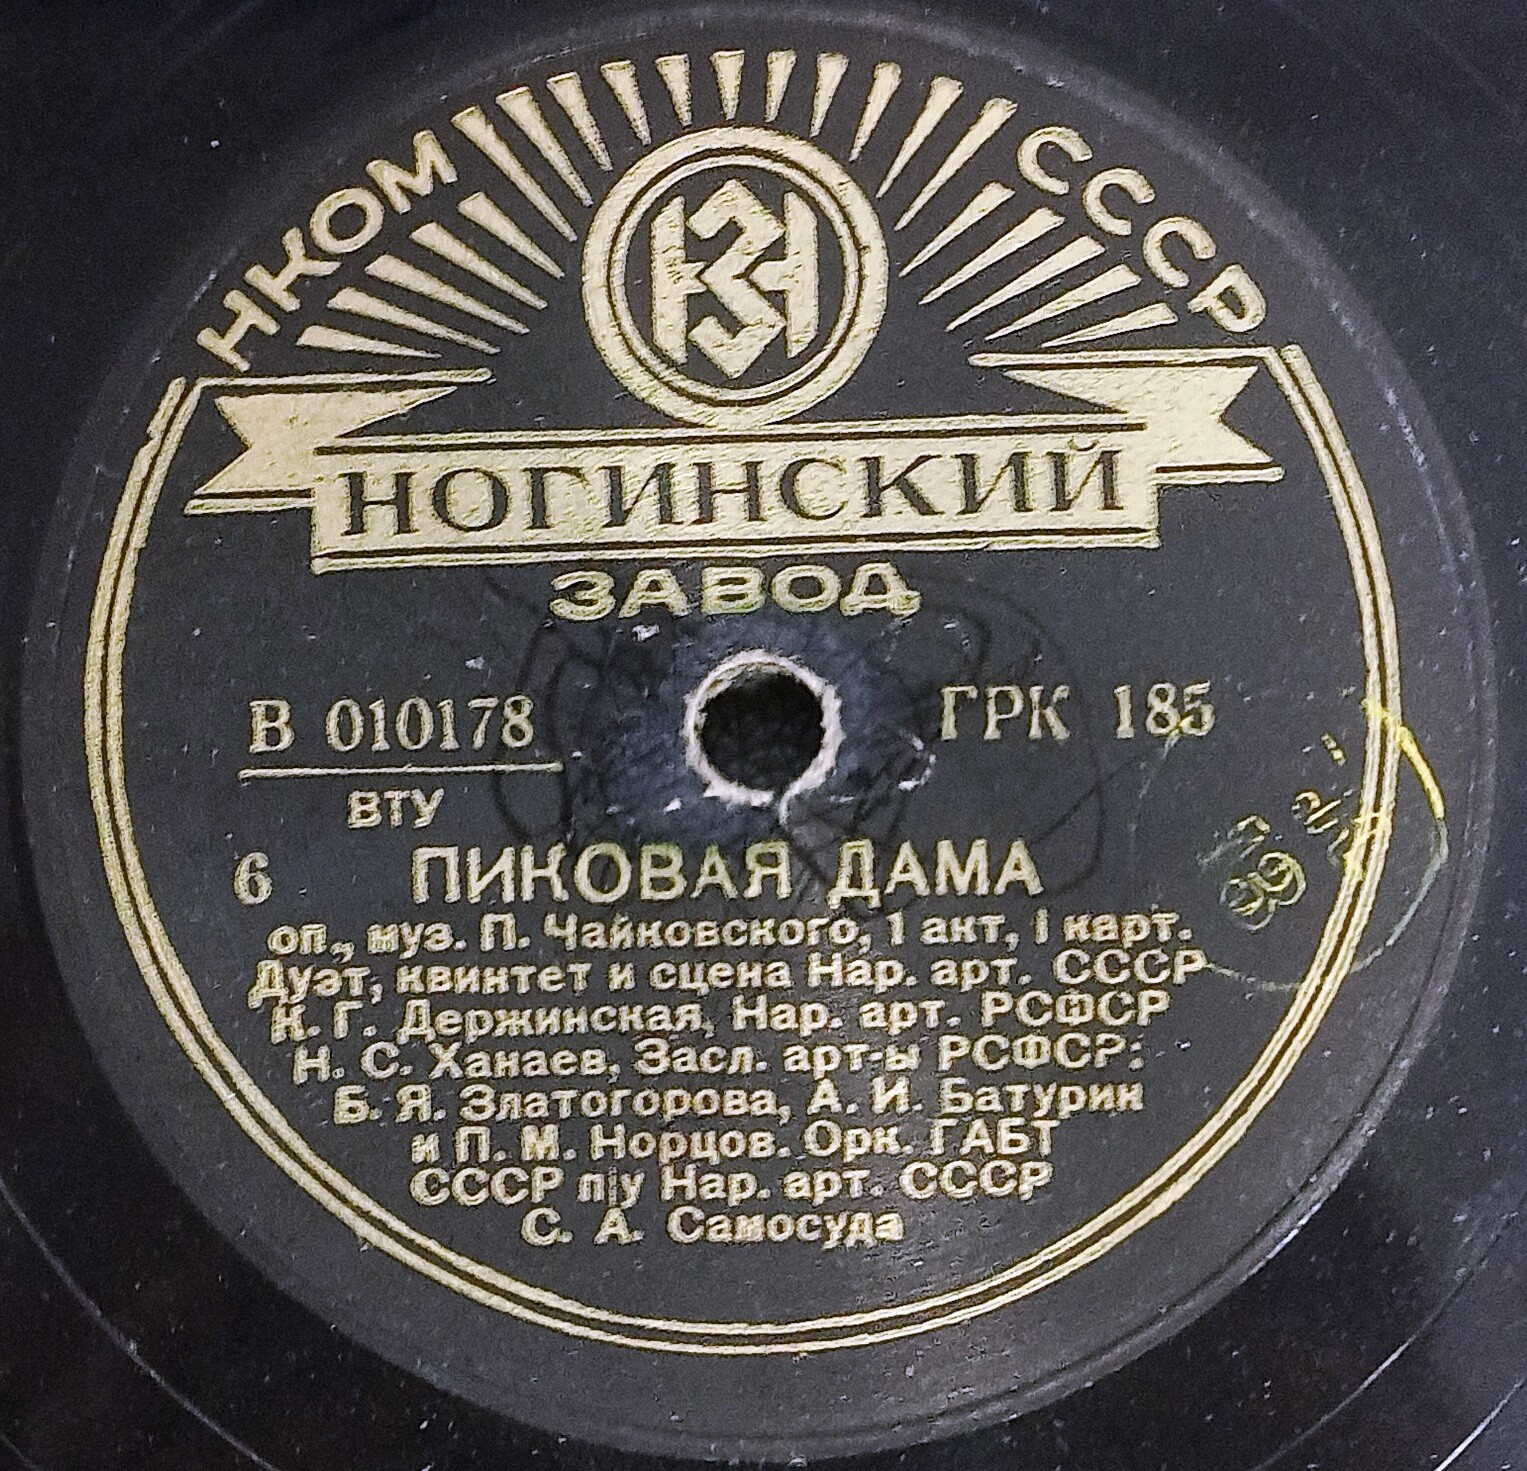 НКОМ СССР
НОГИНСКИЙ
ЗАВОД
В 010178 ГРК 185
ВТУ
6 ПИКОВАЯ ДАМА
оп., муз. П. Чайковского, 1 акт, I карт.
Дуэт, квинтет и сцена Нар. арт. СССР
К. Г. Держинская, Нар. арт. РСФСР
Н. С. Ханаев, Засл. арт-ы РСФСР:
Б. Я. Златогорова, А. И. Батурин
и П. М. Норцов. Орк. ГАБТ
СССР п/у Нар. арт. СССР
С. А. Самосуда